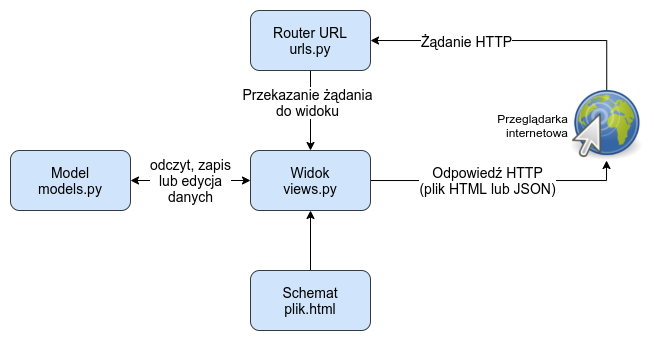 Router URL
urls.py
Żądanie HTTP
Przekazanie żądania
do widoku
Przeglądarka
internetowa
Model
models.py
odczyt, zapis
lub edycja
danych
Widok
views.py
Odpowiedź HTTP
(plik HTML lub JSON)
Schemat
plik.html